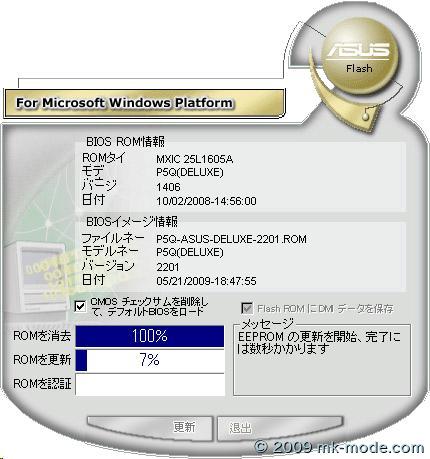 ASUS
Flash
For Microsoft Windows Platform
BIOS ROM情報
ROMタイ MXIC 25L1605A
モデ P5Q(DELUXE)
バージ 1406
日付 10/02/2008-14:56:00
BIOSイメージ情報
ファイルネー P5Q-ASUS-DELUXE-2201.ROM
モデルネー P5Q(DELUXE)
バージョン 2201
日付 05/21/2009-18:47:55
CMOS チェックサムを削除し
て、デフォルトBIOSをロード
Flash ROM にDMI データを保存
ROMを消去 100%
ROMを更新 7%
ROMを認証
メッセージ
EEPROM の更新を開始、完了に
は数秒かかります
更新 退出
© 2009 mk-mode.com